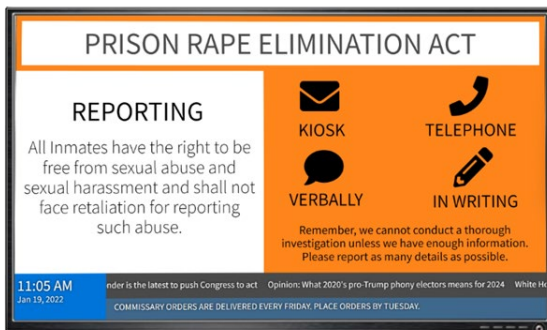 PRISON RAPE ELIMINATION ACT
REPORTING
All Inmates have the right to be
free from sexual abuse and
sexual harassment and shall not
face retaliation for reporting
such abuse.
KIOSK
TELEPHONE
VERBALLY
IN WRITING
Remember, we cannot conduct a thorough
investigation unless we have enough information.
Please report as many details as possible.
11:05 AM
Jan 19, 2022
nder is the latest to push Congress to act Opinion: What 2020's pro-Trump phony electors means for 2024 White Ho
COMMISSARY ORDERS ARE DELIVERED EVERY FRIDAY. PLACE ORDERS BY TUESDAY.